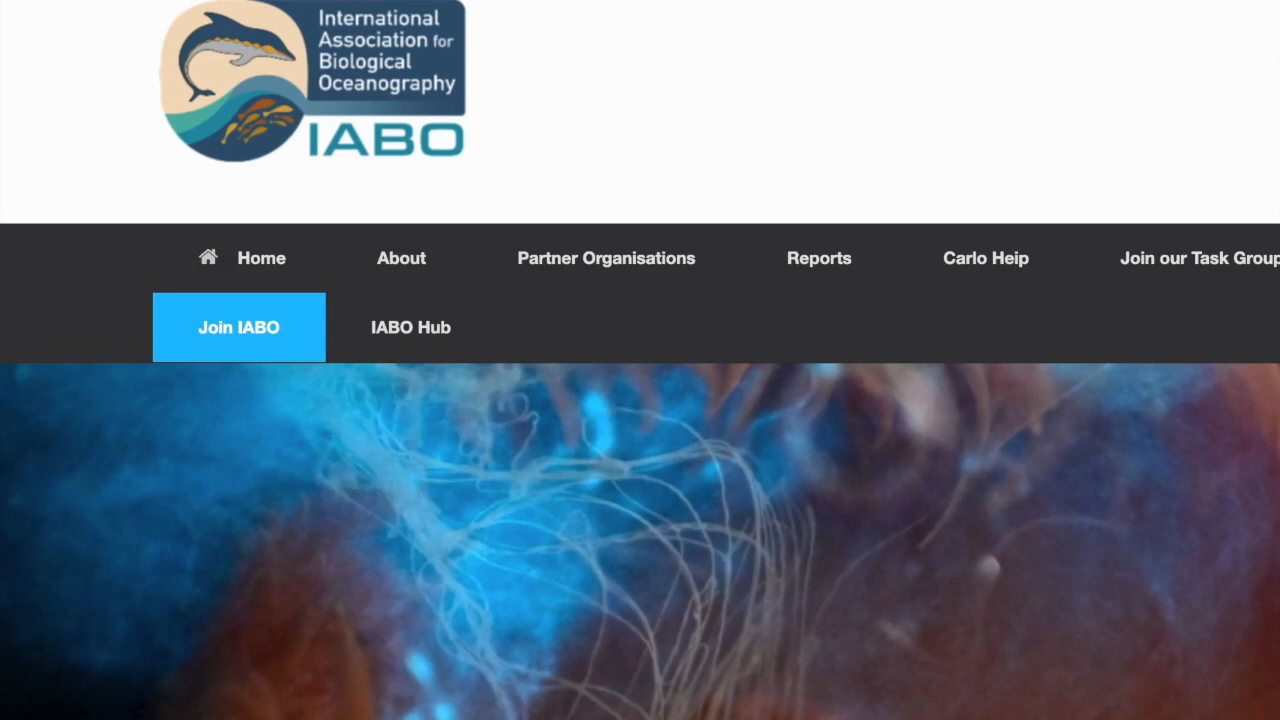 International
Association for
Biological
Oceanography
IABO
Home About Partner Organisations Reports Carlo Heip Join our Task Group
Join IABO IABO Hub